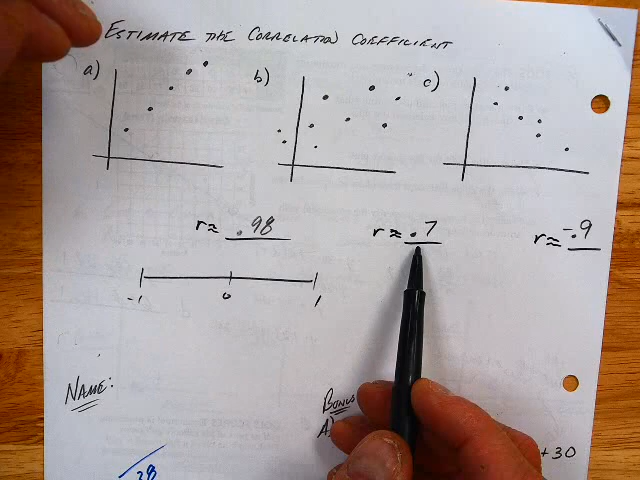 ESTIMATE THE CORRELATION COEFFICIENT
a) b) c)
r≈ .98 r≈ .7 r≈ -.9
-1 0 1
NAME:
BONUS
A)
+ 30
28